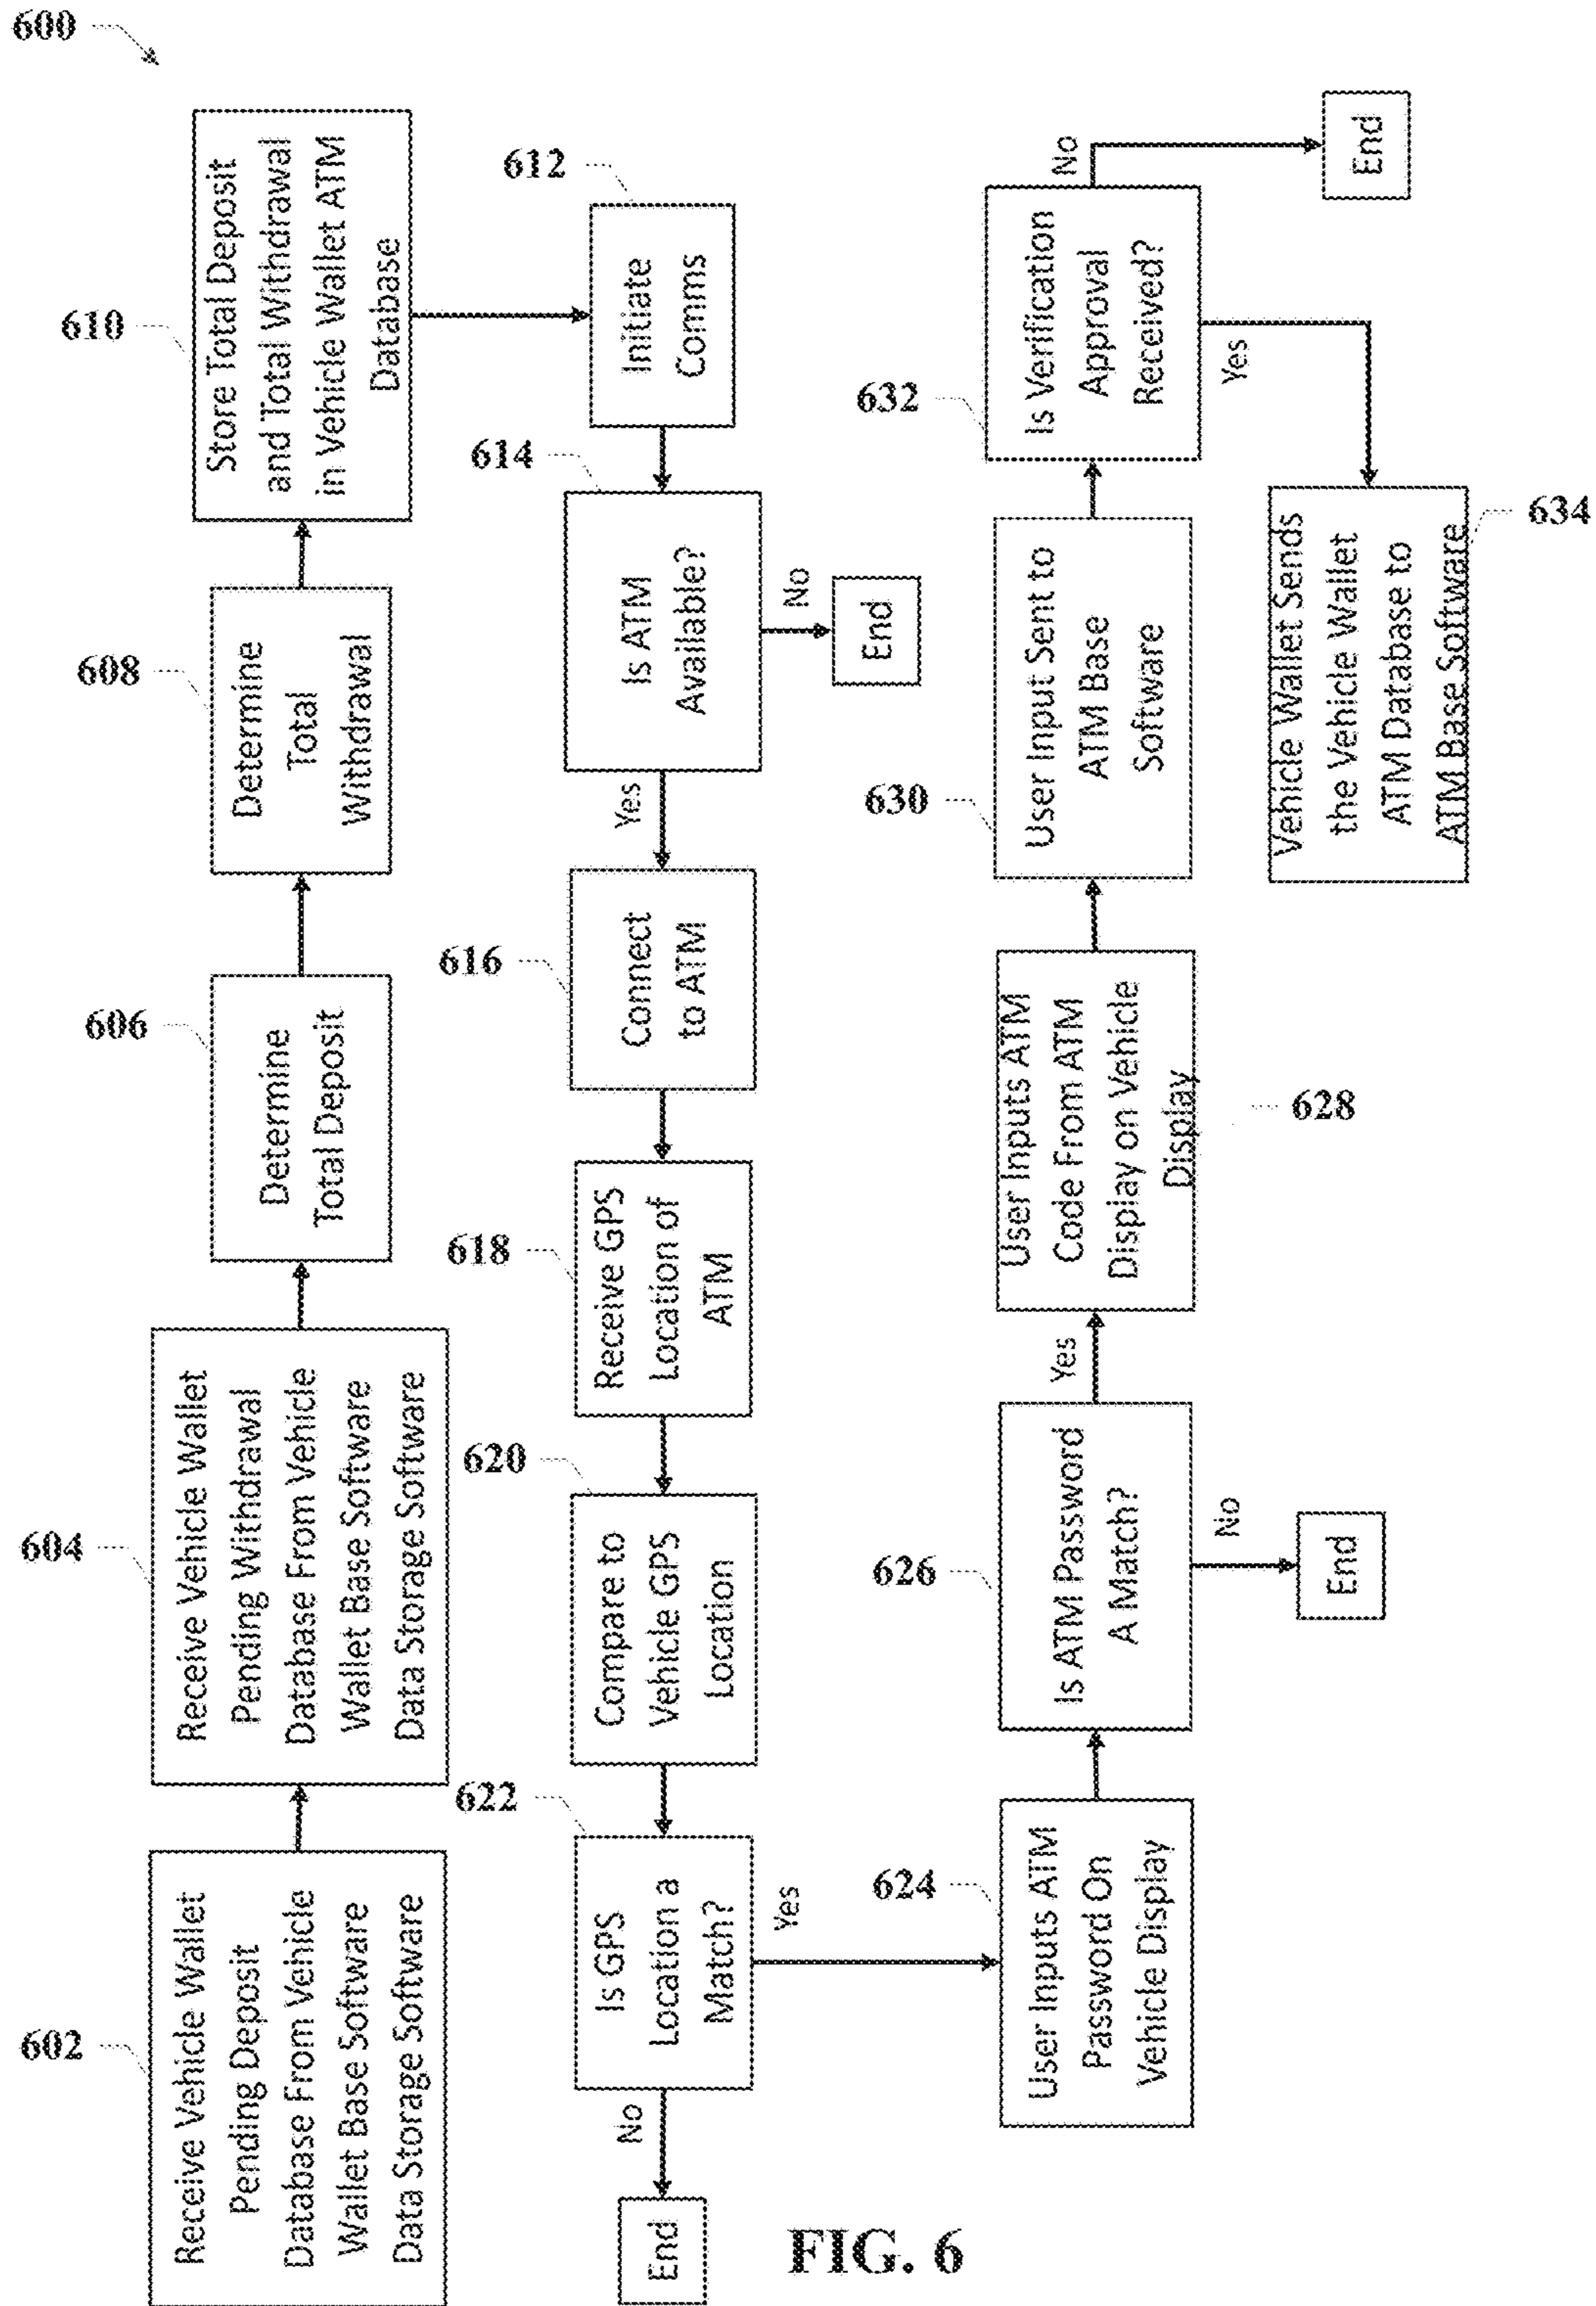 600
602
Receive Vehicle Wallet
Pending Deposit
Database From Vehicle
Wallet Base Software
Data Storage Software
604
Receive Vehicle Wallet
Pending Withdrawal
Database From Vehicle
Wallet Base Software
Data Storage Software
606
Determine
Total Deposit
608
Determine
Total
Withdrawal
610
Store Total Deposit
and Total Withdrawal
in Vehicle Wallet ATM
Database
612
Initiate
Comms
614
Is ATM
Available?
No
End
Yes
616
Connect
to ATM
618
Receive GPS
Location of
ATM
620
Compare to
Vehicle GPS
Location
622
Is GPS
Location a
Match?
No
End
Yes
624
User Inputs ATM
Password On
Vehicle Display
626
Is ATM Password
A Match?
No
End
Yes
628
User Inputs ATM
Code From ATM
Display on Vehicle
Display
630
User Input Sent to
ATM Base
Software
632
Is Verification
Approval
Received?
No
End
Yes
634
Vehicle Wallet Sends
the Vehicle Wallet
ATM Database to
ATM Base Software
FIG. 6